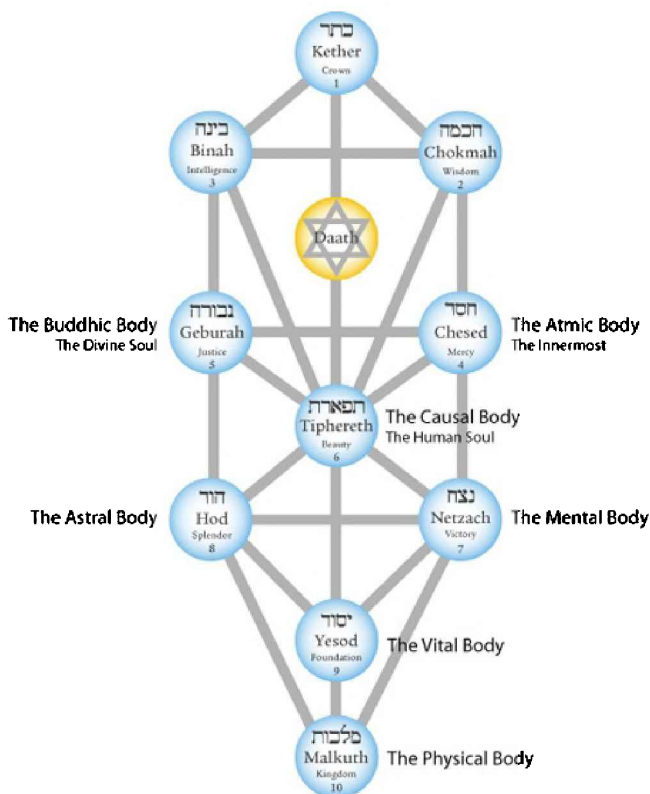 כתר
Kether
Crown
1
בינה
Binah
Intelligence
3
חכמה
Chokmah
Wisdom
2
Daath
The Buddhic Body
The Divine Soul
גבורה
Geburah
Justice
5
חסד
Chesed
Mercy
4
The Atmic Body
The Innermost
תפארת
Tiphereth
Beauty
6
The Causal Body
The Human Soul
The Astral Body
הוד
Hod
Splendor
8
נצח
Netzach
Victory
7
The Mental Body
יסוד
Yesod
Foundation
9
The Vital Body
מלכות
Malkuth
Kingdom
10
The Physical Body